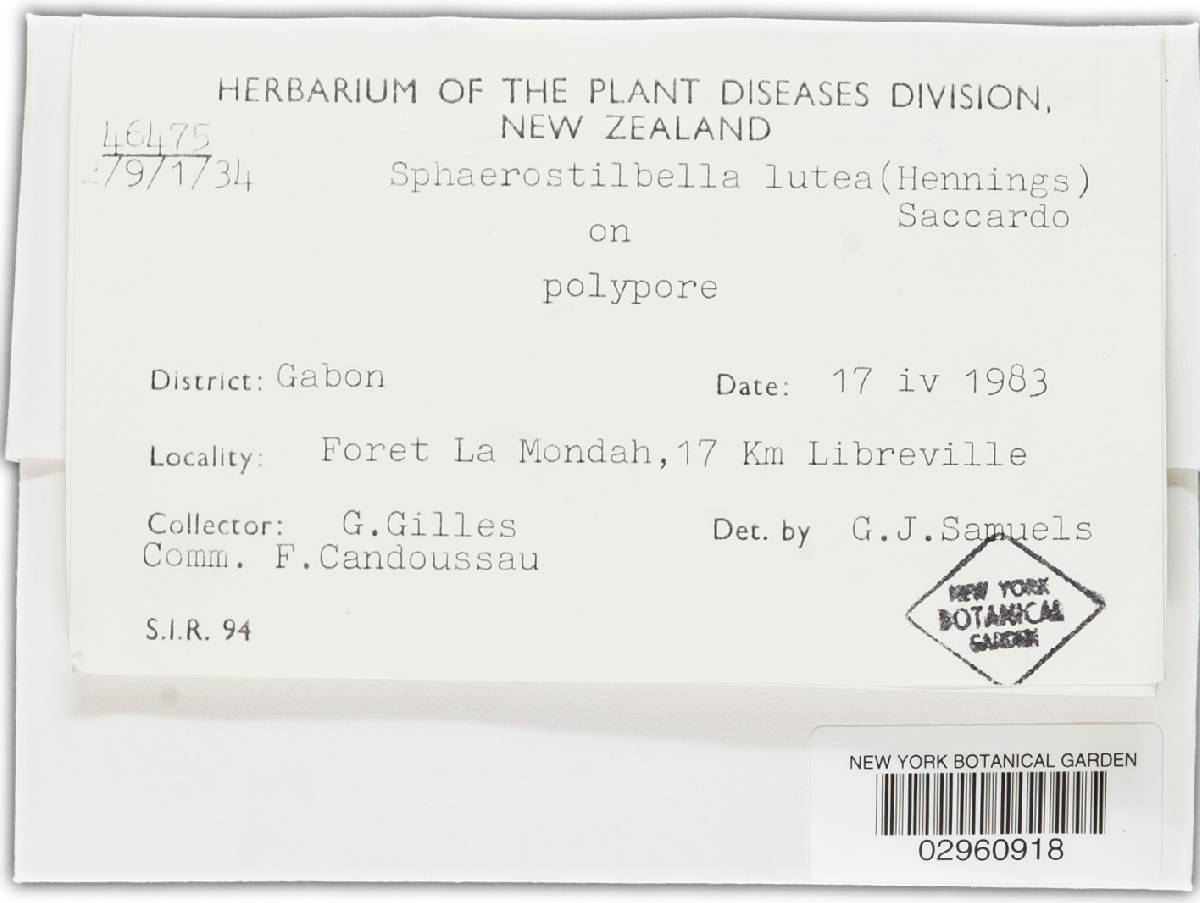 HERBARIUM OF THE PLANT DISEASES DIVISION,
NEW ZEALAND
46475
79/1/34
Sphaerostilbella lutea(Hennings)
Saccardo
on
polypore
District: Gabon
Date: 17 iv 1983
Locality: Foret La Mondah,17 Km Libreville
Collector: G.Gilles
Det. by G.J.Samuels
Comm. F.Candoussau
NEW YORK
BOTANICAL
GARDEN
S.I.R. 94
NEW YORK BOTANICAL GARDEN
02960918